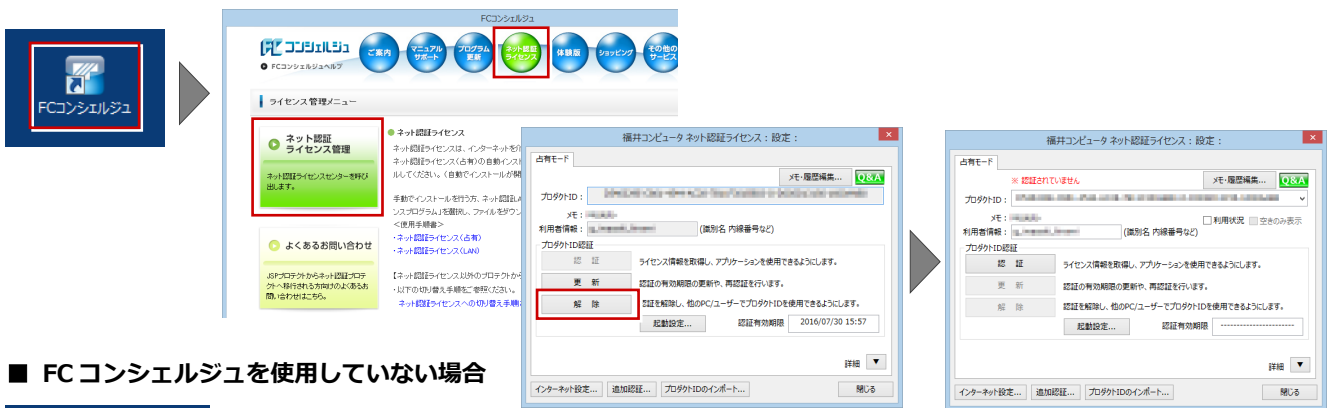 FCコンシェルジュ
FCコンシェルジュ
FC コンシェルジュ
FCコンシェルジュヘルプ
ご案内
マニュアル
サポート
プログラム
更新
ネット認証
ライセンス
体験版
ショッピング
その他の
サービス
ライセンス管理メニュー
ネット認証
ライセンス管理
ネット認証ライセンスセンターを呼び
出します。
よくあるお問い合わせ
JSPプロテクトからネット認証プロテ
クトへ移行される方向けのよくあるお
問い合わせはこちら。
ネット認証ライセンス
ネット認証ライセンスは、インターネットを
ネット認証ライセンス(占有)の自動インス
ルしてください。(自動でインストールが
手動でインストールを行う方、ネット認証LA
ンスプログラム」を選択し、ファイルをダウン
<使用手順書>
・ネット認証ライセンス(占有)
・ネット認証ライセンス(LAN)
【ネット認証ライセンス以外のプロテクトから
・以下の切り替え手順をご参照ください。
ネット認証ライセンスへの切り替え手順
福井コンピュータ ネット認証ライセンス:設定:
×
占有モード
メモ・履歴編集...
Q&A
プロダクトID:
メモ:
利用者情報:
(識別名 内線番号など)
プロダクトID認証
認 証
ライセンス情報を取得し、アプリケーションを使用できるようにします。
更 新
認証の有効期限の更新や、再認証を行います。
解 除
認証を解除し、他のPC/ユーザーでプロダクトIDを使用できるようにします。
起動設定...
認証有効期限
2016/07/30 15:57
詳細 ▼
インターネット設定...
追加認証...
プロダクトIDのインポート...
閉じる
福井コンピュータ ネット認証ライセンス:設定:
×
占有モード
※ 認証されていません
メモ・履歴編集...
Q&A
プロダクトID:
メモ:
利用状況
空きのみ表示
利用者情報:
(識別名 内線番号など)
プロダクトID認証
認 証
ライセンス情報を取得し、アプリケーションを使用できるようにします。
更 新
認証の有効期限の更新や、再認証を行います。
解 除
認証を解除し、他のPC/ユーザーでプロダクトIDを使用できるようにします。
起動設定...
認証有効期限
-----------------------
詳細 ▼
インターネット設定...
追加認証...
プロダクトIDのインポート...
閉じる
■ FC コンシェルジュを使用していない場合